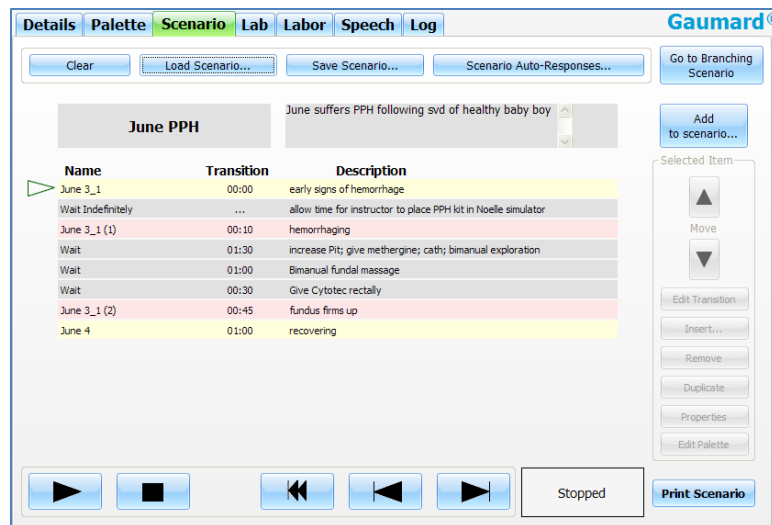 Details Palette Scenario Lab Labor Speech Log
Gaumard®
Clear Load Scenario... Save Scenario... Scenario Auto-Responses...
Go to Branching
Scenario
June PPH
June suffers PPH following svd of healthy baby boy
Add
to scenario...
Name Transition Description
June 3_1 00:00 early signs of hemorrhage
Wait Indefinitely ... allow time for instructor to place PPH kit in Noelle simulator
June 3_1 (1) 00:10 hemorrhaging
Wait 01:30 increase Pit; give methergine; cath; bimanual exploration
Wait 01:00 Bimanual fundal massage
Wait 00:30 Give Cytotec rectally
June 3_1 (2) 00:45 fundus firms up
June 4 01:00 recovering
Selected Item
Move
Edit Transition
Insert...
Remove
Duplicate
Properties
Edit Palette
Stopped
Print Scenario